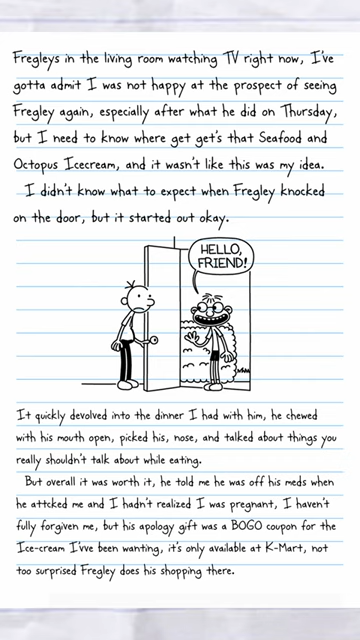 Fregleys in the living room watching TV right now, I've
gotta admit I was not happy at the prospect of seeing
Fregley again, especially after what he did on Thursday,
but I need to know where get get's that Seafood and
Octopus Icecream, and it wasn't like this was my idea.
I didn't know what to expect when Fregley knocked
on the door, but it started out okay.
HELLO,
FRIEND!
It quickly devolved into the dinner I had with him, he chewed
with his mouth open, picked his, nose, and talked about things you
really shouldn't talk about while eating.
But overall it was worth it, he told me he was off his meds when
he attcked me and I hadn't realized I was pregnant, I haven't
fully forgiven me, but his apology gift was a BOGO coupon for the
Ice-cream I'vve been wanting, it's only available at K-Mart, not
too surprised Fregley does his shopping there.